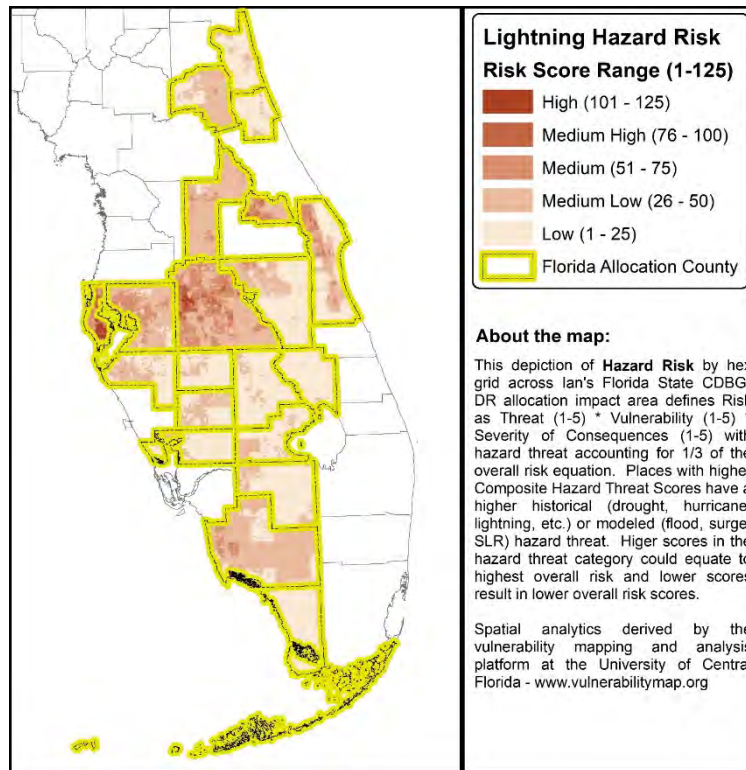 Lightning Hazard Risk
Risk Score Range (1-125)
High (101 - 125)
Medium High (76 - 100)
Medium (51 - 75)
Medium Low (26 - 50)
Low (1 - 25)
Florida Allocation County
About the map:
This depiction of Hazard Risk by hex
grid across Ian's Florida State CDBG
DR allocation impact area defines Risk
as Threat (1-5) * Vulnerability (1-5)
Severity of Consequences (1-5) with
hazard threat accounting for 1/3 of the
overall risk equation. Places with higher
Composite Hazard Threat Scores have a
higher historical (drought, hurricane
lightning, etc.) or modeled (flood, surge
SLR) hazard threat. Higer scores in the
hazard threat category could equate to
highest overall risk and lower scores
result in lower overall risk scores.
Spatial analytics derived by the
vulnerability mapping and analysis
platform at the University of Central
Florida - www.vulnerabilitymap.org